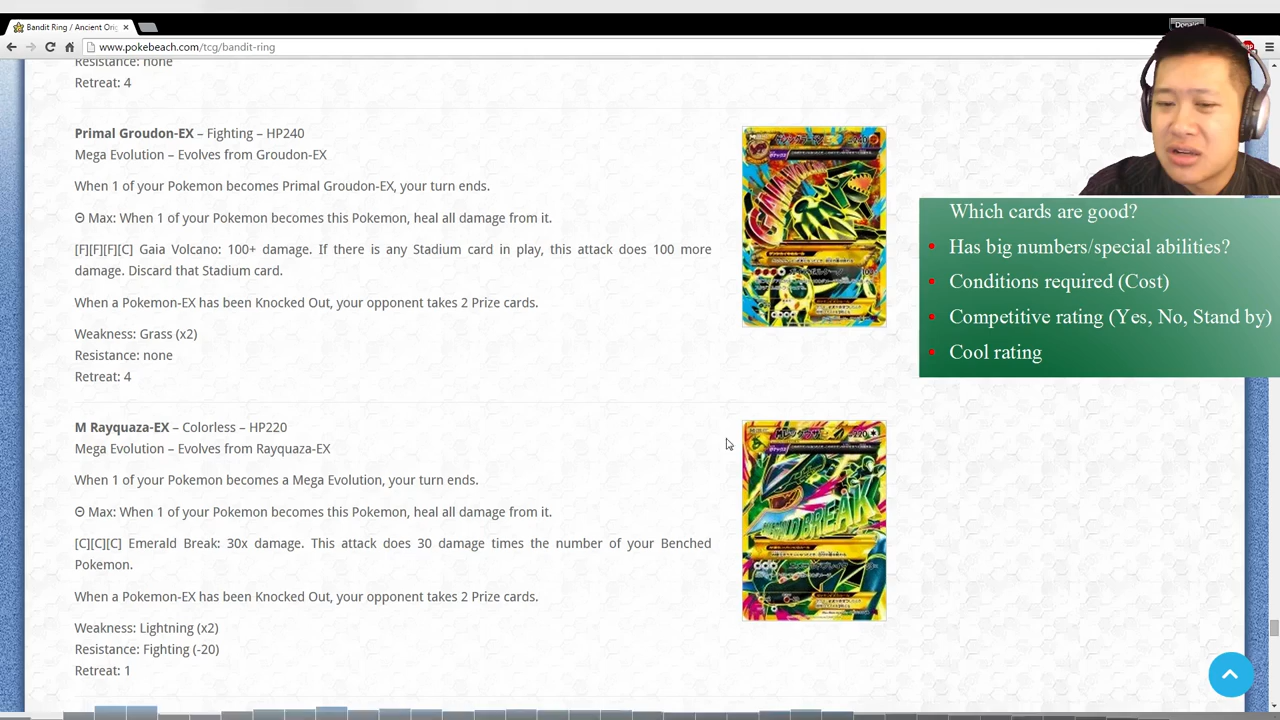 Bandit Ring / Ancient Ori
Donald
www.pokebeach.com/tcg/bandit-ring
Resistance: none
Retreat: 4
Primal Groudon-EX – Fighting – HP240
Mega Evolution – Evolves from Groudon-EX
When 1 of your Pokemon becomes Primal Groudon-EX, your turn ends.
Θ Max: When 1 of your Pokemon becomes this Pokemon, heal all damage from it.
[F][F][F][C] Gaia Volcano: 100+ damage. If there is any Stadium card in play, this attack does 100 more
damage. Discard that Stadium card.
When a Pokemon-EX has been Knocked Out, your opponent takes 2 Prize cards.
Weakness: Grass (x2)
Resistance: none
Retreat: 4
Which cards are good?
Has big numbers/special abilities?
Conditions required (Cost)
Competitive rating (Yes, No, Stand by)
Cool rating
M Rayquaza-EX – Colorless – HP220
Mega Evolution – Evolves from Rayquaza-EX
When 1 of your Pokemon becomes a Mega Evolution, your turn ends.
Θ Max: When 1 of your Pokemon becomes this Pokemon, heal all damage from it.
[C][C][C] Emerald Break: 30x damage. This attack does 30 damage times the number of your Benched
Pokemon.
When a Pokemon-EX has been Knocked Out, your opponent takes 2 Prize cards.
Weakness: Lightning (x2)
Resistance: Fighting (-20)
Retreat: 1